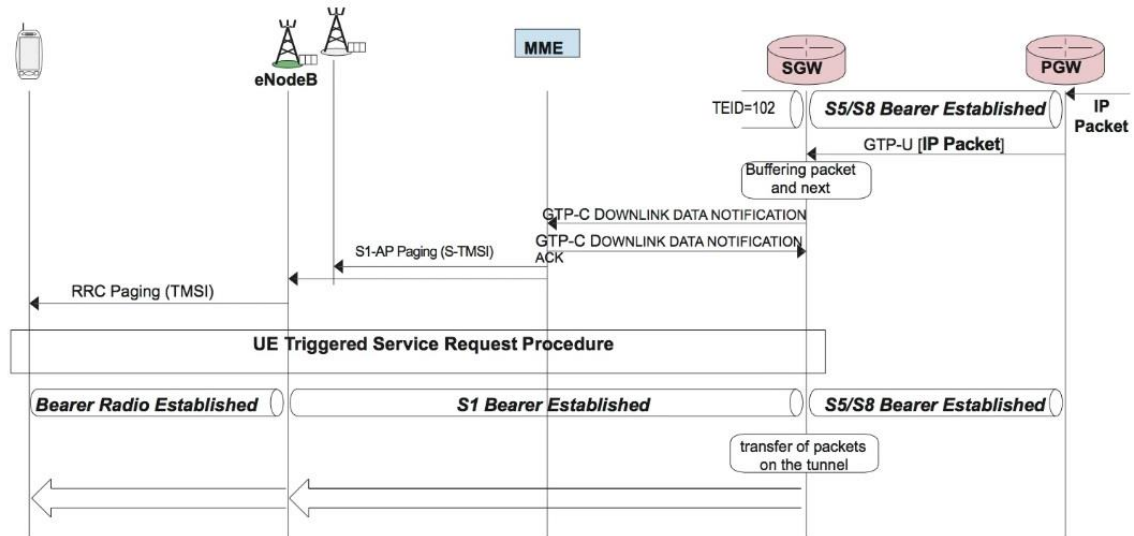 MME
eNodeB
SGW
PGW
TEID=102
S5/S8 Bearer Established
IP
Packet
GTP-U [IP Packet]
Buffering packet
and next
GTP-C DOWNLINK DATA NOTIFICATION
GTP-C DOWNLINK DATA NOTIFICATION
ACK
S1-AP Paging (S-TMSI)
RRC Paging (TMSI)
UE Triggered Service Request Procedure
Bearer Radio Established
S1 Bearer Established
S5/S8 Bearer Established
transfer of packets
on the tunnel